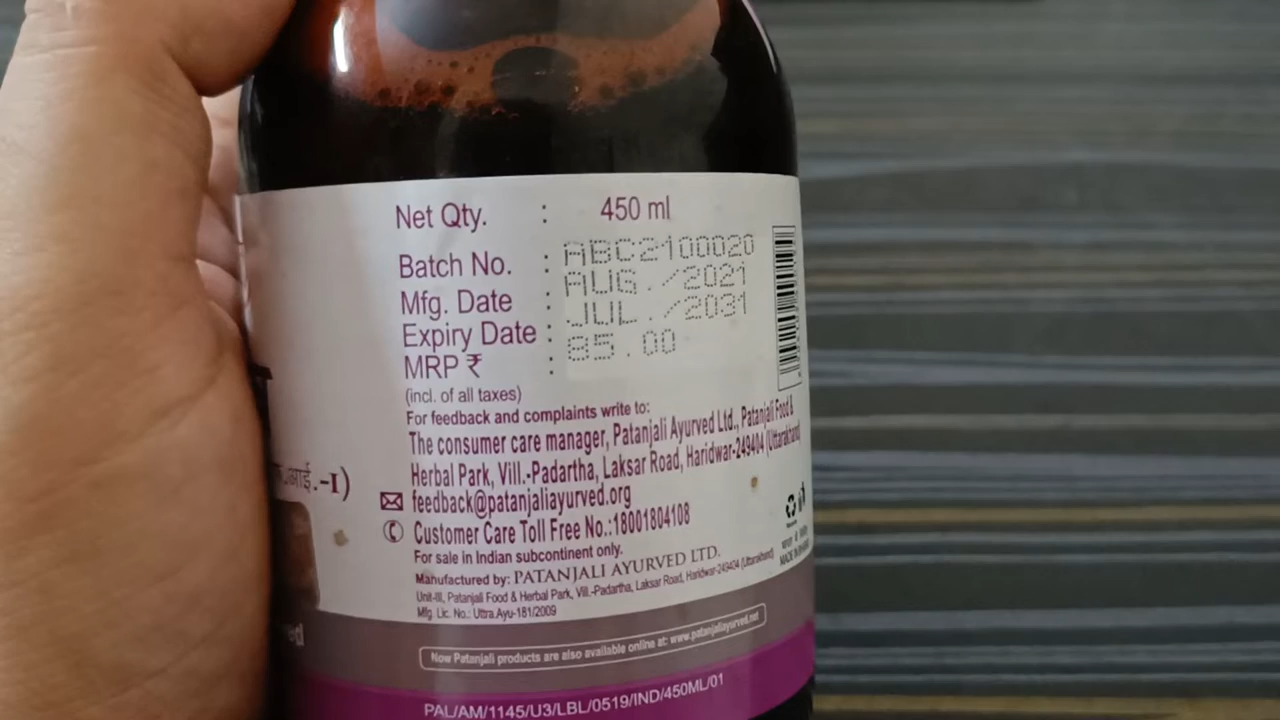 Net Qty. : 450 ml
Batch No. : ABC2100020
Mfg. Date : AUG./2021
Expiry Date : JUL./2031
MRP ₹ : 85.00
(incl. of all taxes)
For feedback and complaints write to:
The consumer care manager, Patanjali Ayurved Ltd., Patanjali Food &
Herbal Park, Vill.-Padartha, Laksar Road, Haridwar-249404 (Uttarakhand)
feedback@patanjaliayurved.org
Customer Care Toll Free No.:18001804108
For sale in Indian subcontinent only.
Manufactured by: PATANJALI AYURVED LTD.
Unit-III, Patanjali Food & Herbal Park, Vill.-Padartha, Laksar Road, Haridwar-249404 (Uttarakhand)
Mfg. Lic. No.: Uttra.Ayu-181/2009
Now Patanjali products are also available online at: www.patanjaliayurved.net
PAL/AM/1145/U3/LBL/0519/IND/450ML/01
आई.-I)